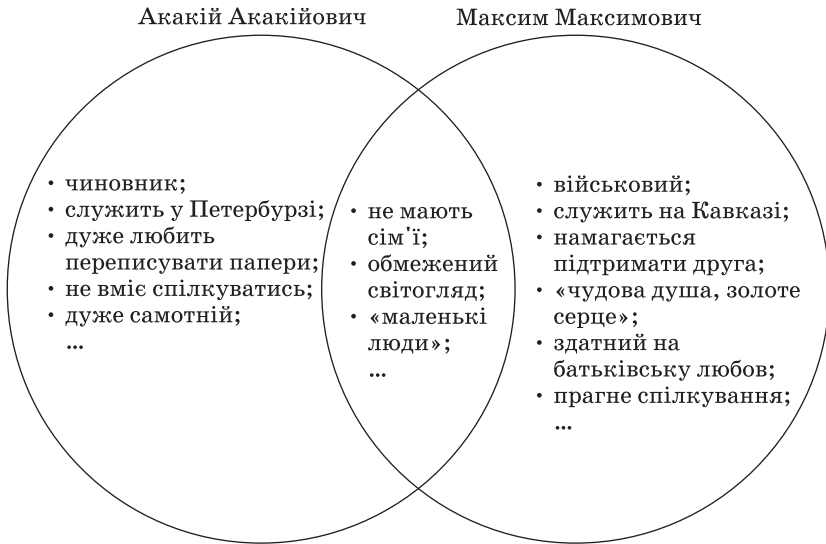 Акакій Акакійович
Максим Максимович
• чиновник;
• служить у Петербурзі;
• дуже любить
переписувати папери;
• не вміє спілкуватись;
• дуже самотній;
...
• не мають
сім'ї;
• обмежений
світогляд;
• «маленькі
люди»;
...
• військовий;
• служить на Кавказі;
• намагається
підтримати друга;
• «чудова душа, золоте
серце»;
• здатний на
батьківську любов;
• прагне спілкування;
...